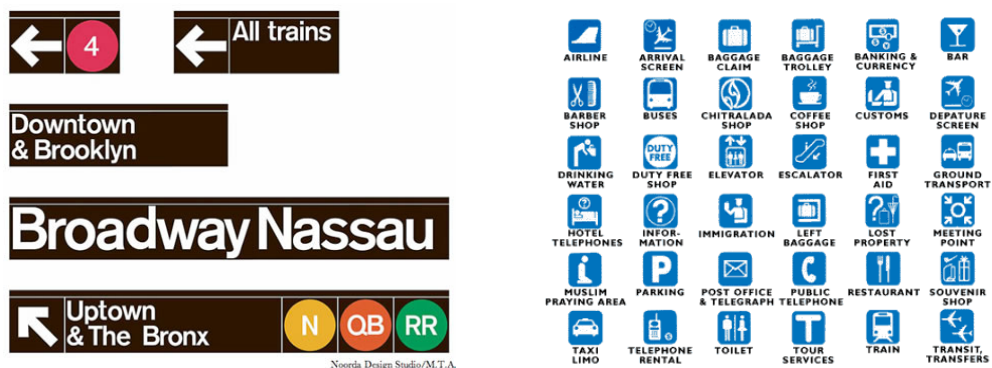 4
All trains
Downtown
& Brooklyn
Broadway Nassau
Uptown
& The Bronx
N
QB
RR
Noorda Design Studio/M.T.A.
AIRLINE
ARRIVAL
SCREEN
BAGGAGE
CLAIM
BAGGAGE
TROLLEY
BANKING &
CURRENCY
BAR
BARBER
SHOP
BUSES
CHITRALADA
SHOP
COFFEE
SHOP
CUSTOMS
DEPATURE
SCREEN
DRINKING
WATER
DUTY
FREE
DUTY FREE
SHOP
ELEVATOR
ESCALATOR
FIRST
AID
GROUND
TRANSPORT
?
HOTEL
TELEPHONES
?
INFOR-
MATION
IMMIGRATION
LEFT
BAGGAGE
?
LOST
PROPERTY
MEETING
POINT
i
MUSLIM
PRAYING AREA
P
PARKING
POST OFFICE
& TELEGRAPH
PUBLIC
TELEPHONE
RESTAURANT
SOUVENIR
SHOP
TAXI
LIMO
TELEPHONE
RENTAL
TOILET
T
TOUR
SERVICES
TRAIN
TRANSIT,
TRANSFERS